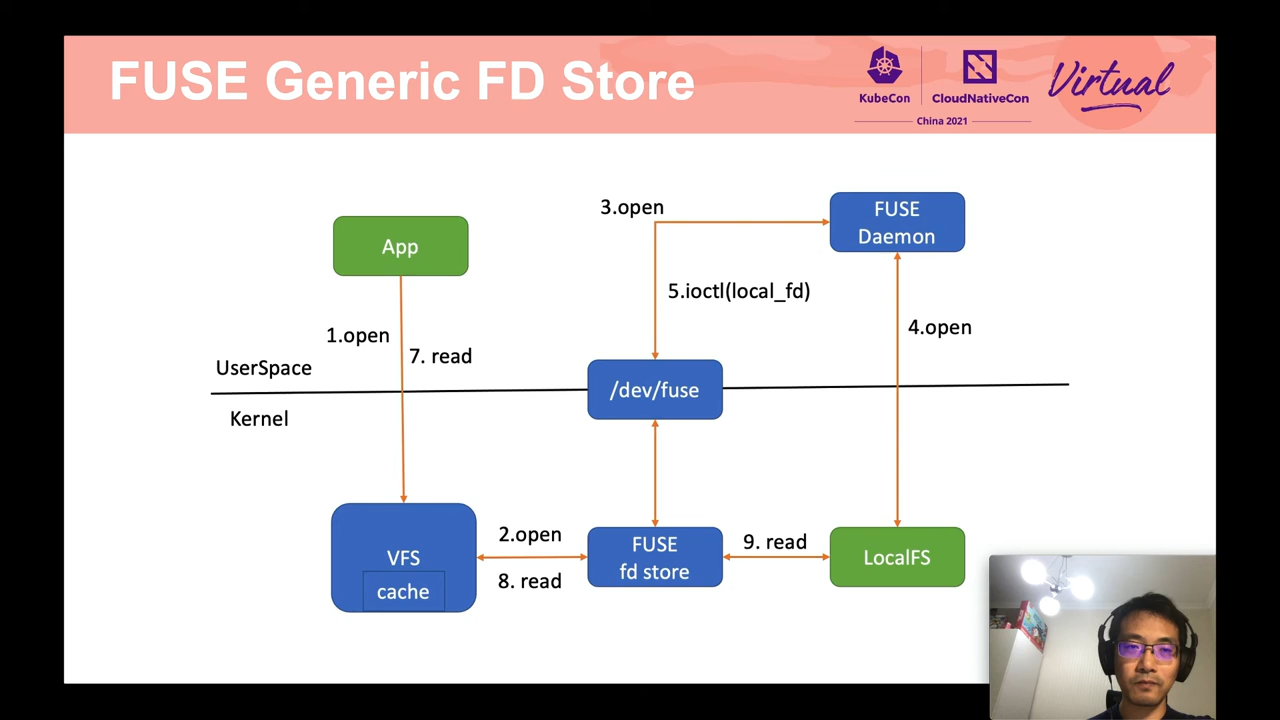 FUSE Generic FD Store
KubeCon
CloudNativeCon
China 2021
Virtual
App
FUSE
Daemon
3.open
5.ioctl(local_fd)
4.open
1.open
7. read
UserSpace
Kernel
/dev/fuse
VFS
cache
2.open
8. read
FUSE
fd store
9. read
LocalFS